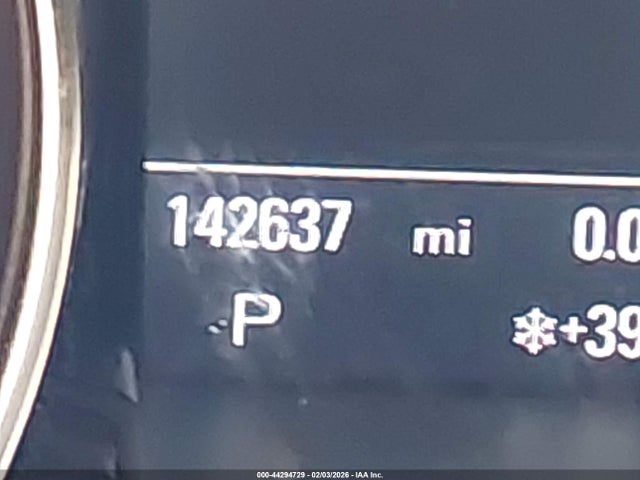 142637 mi 0.0
P ❄+39
000-44294729 - 02/03/2026 - IAA Inc.